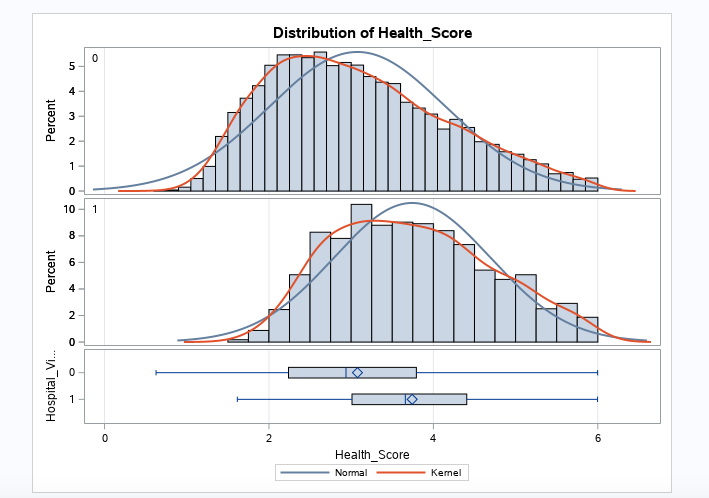 Distribution of Health_Score
0
Percent
5
4
3
2
1
0
1
Percent
10
8
6
4
2
0
Hospital_Vi...
0
1
0 2 4 6
Health_Score
Normal Kernel